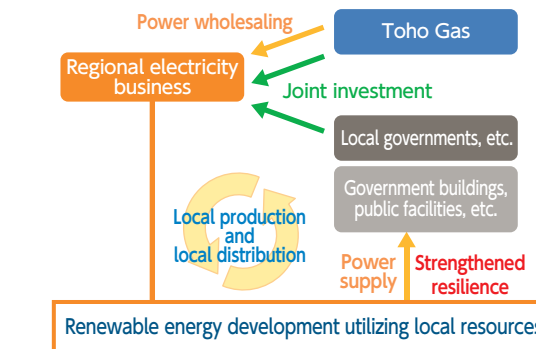 Power wholesaling
Toho Gas
Regional electricity
business
Joint investment
Local governments, etc.
Government buildings,
public facilities, etc.
Local production
and
local distribution
Power
supply
Strengthened
resilience
Renewable energy development utilizing local resources